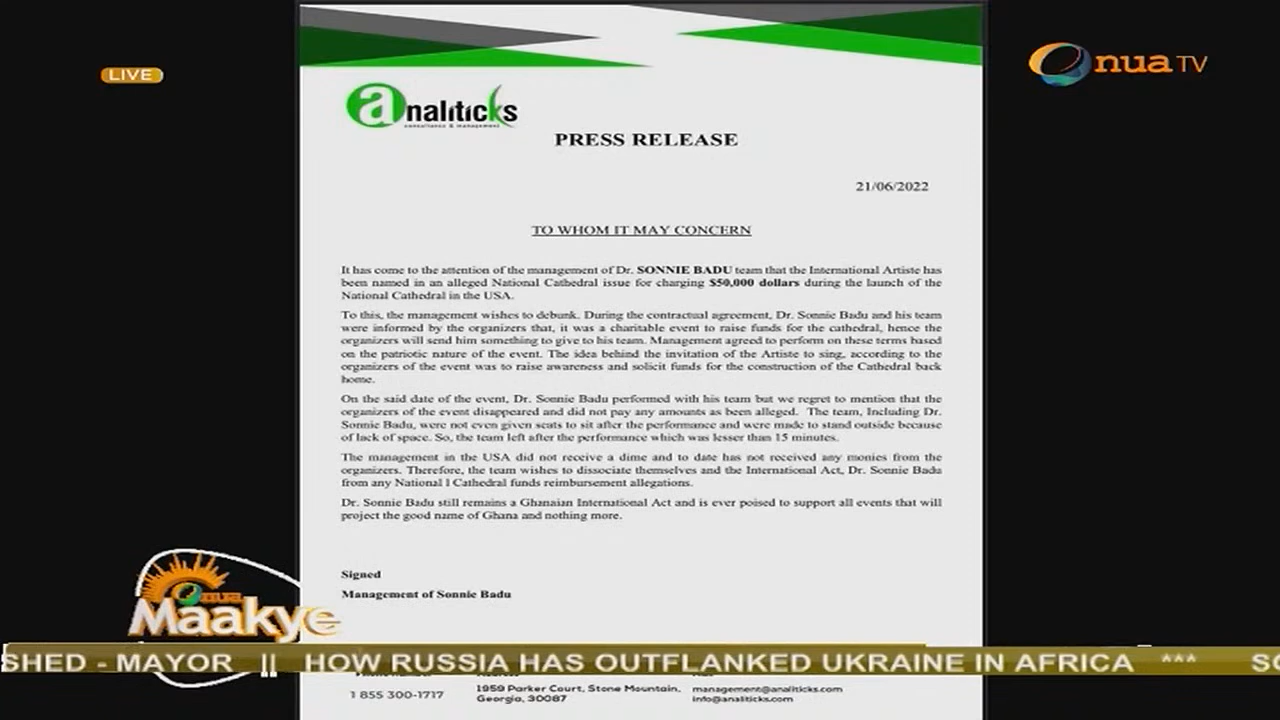 LIVE
Onua TV
analiticks
consultancy & management
PRESS RELEASE
21/06/2022
TO WHOM IT MAY CONCERN
It has come to the attention of the management of Dr. SONNIE BADU team that the International Artiste has
been named in an alleged National Cathedral issue for charging $50,000 dollars during the launch of the
National Cathedral in the USA.
To this, the management wishes to debunk. During the contractual agreement, Dr. Sonnie Badu and his team
were informed by the organizers that, it was a charitable event to raise funds for the cathedral, hence the
organizers will send him something to give to his team. Management agreed to perform on these terms based
on the patriotic nature of the event. The idea behind the invitation of the Artiste to sing, according to the
organizers of the event was to raise awareness and solicit funds for the construction of the Cathedral back
home.
On the said date of the event, Dr. Sonnie Badu performed with his team but we regret to mention that the
organizers of the event disappeared and did not pay any amounts as been alleged. The team, Including Dr.
Sonnie Badu, were not even given seats to sit after the performance and were made to stand outside because
of lack of space. So, the team left after the performance which was lesser than 15 minutes.
The management in the USA did not receive a dime and to date has not received any monies from the
organizers. Therefore, the team wishes to dissociate themselves and the International Act, Dr. Sonnie Badu
from any National l Cathedral funds reimbursement allegations.
Dr. Sonnie Badu still remains a Ghanaian International Act and is ever poised to support all events that will
project the good name of Ghana and nothing more.
Signed
Management of Sonnie Badu
Onua
Maakye
SHED - MAYOR || HOW RUSSIA HAS OUTFLANKED UKRAINE IN AFRICA *** SO
1 855 300-1717
1959 Parker Court, Stone Mountain,
Georgia, 30087
management@analiticks.com
info@analiticks.com